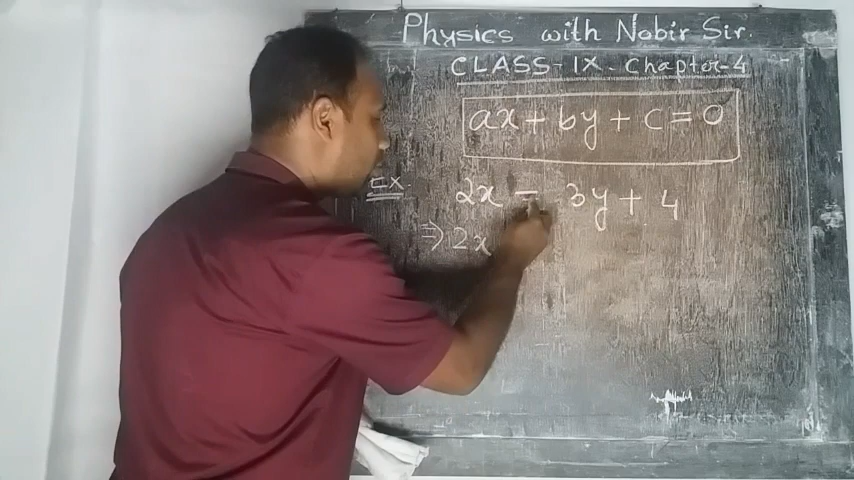 Physics with Nobir Sir.
CLASS-IX. Chapter-4
ax + by + c = 0
EX. 2x = 3y + 4
⇒ 2x